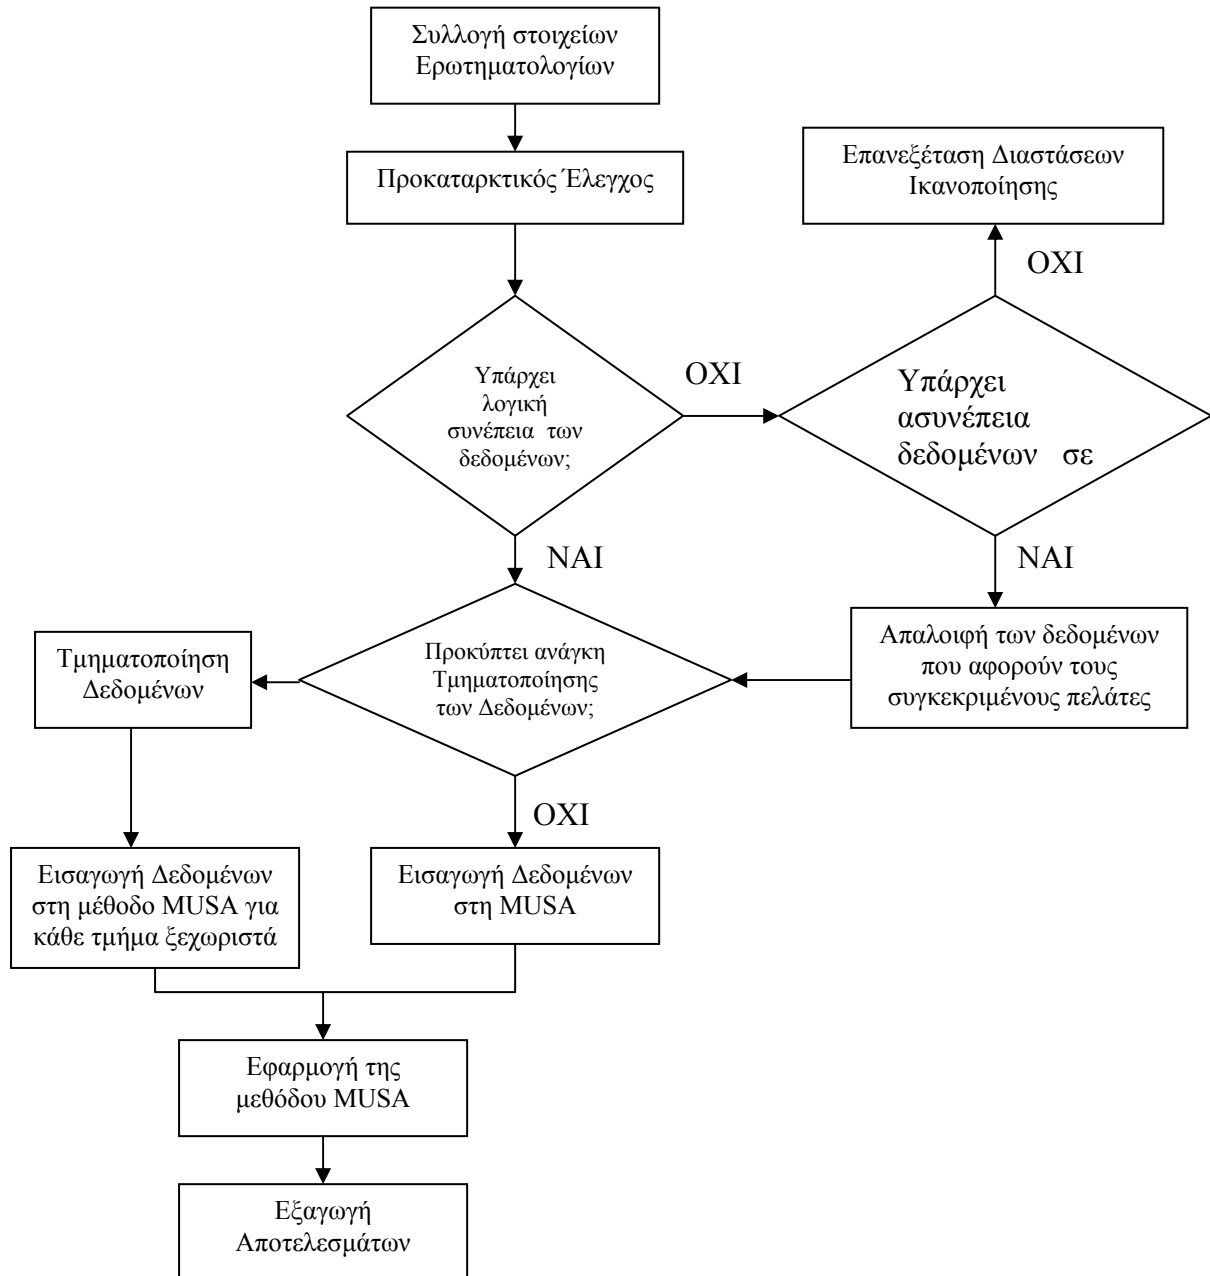 Συλλογή στοιχείων
Ερωτηματολογίων
Προκαταρκτικός Έλεγχος
Επανεξέταση Διαστάσεων
Ικανοποίησης
ΟΧΙ
Υπάρχει
λογική
συνέπεια των
δεδομένων;
ΟΧΙ
Υπάρχει
ασυνέπεια
δεδομένων σε
ΝΑΙ
ΝΑΙ
Τμηματοποίηση
Δεδομένων
Προκύπτει ανάγκη
Τμηματοποίησης
των Δεδομένων;
Απαλοιφή των δεδομένων
που αφορούν τους
συγκεκριμένους πελάτες
ΟΧΙ
Εισαγωγή Δεδομένων
στη μέθοδο MUSA για
κάθε τμήμα ξεχωριστά
Εισαγωγή Δεδομένων
στη MUSA
Εφαρμογή της
μεθόδου MUSA
Εξαγωγή
Αποτελεσμάτων